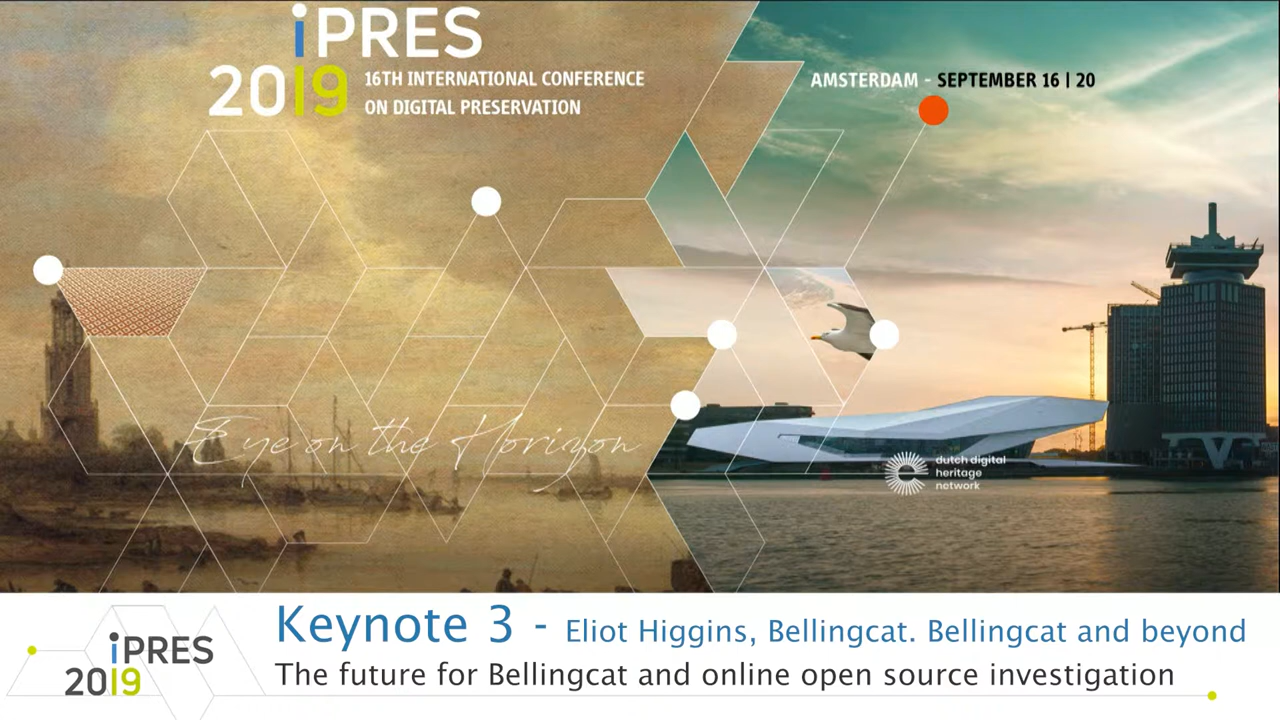 iPRES
2019
16TH INTERNATIONAL CONFERENCE
ON DIGITAL PRESERVATION
AMSTERDAM - SEPTEMBER 16 | 20
Eye on the Horizon
dutch digital
heritage
network
iPRES
2019
Keynote 3 - Eliot Higgins, Bellingcat. Bellingcat and beyond
The future for Bellingcat and online open source investigation